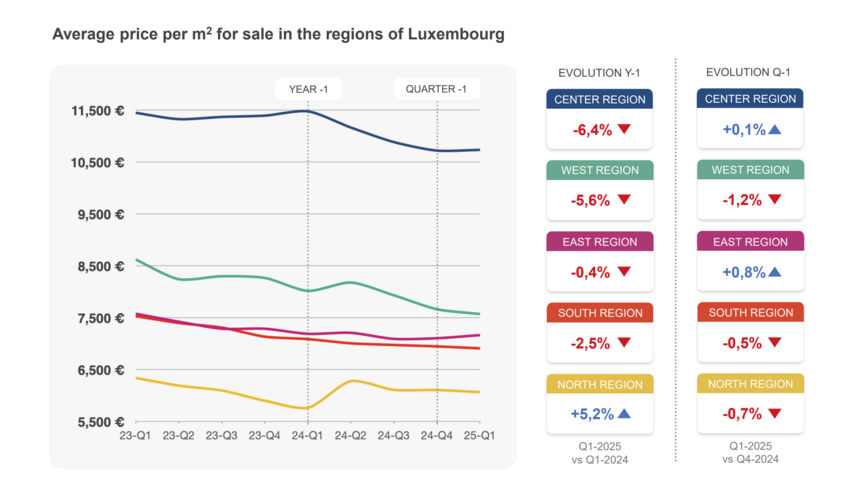 Average price per m² for sale in the regions of Luxembourg
YEAR -1
QUARTER -1
11,500 €
10,500 €
9,500 €
8,500 €
7,500 €
6,500 €
5,500 €
23-Q1 23-Q2 23-Q3 23-Q4 24-Q1 24-Q2 24-Q3 24-Q4 25-Q1
EVOLUTION Y-1
CENTER REGION
-6,4%
WEST REGION
-5,6%
EAST REGION
-0,4%
SOUTH REGION
-2,5%
NORTH REGION
+5,2%
Q1-2025
vs Q1-2024
EVOLUTION Q-1
CENTER REGION
+0,1%
WEST REGION
-1,2%
EAST REGION
+0,8%
SOUTH REGION
-0,5%
NORTH REGION
-0,7%
Q1-2025
vs Q4-2024